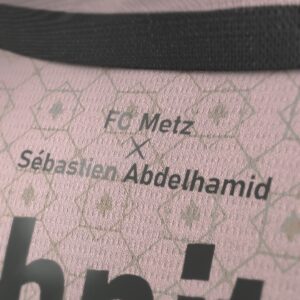 FC Metz
×
Sébastien Abdelhamid